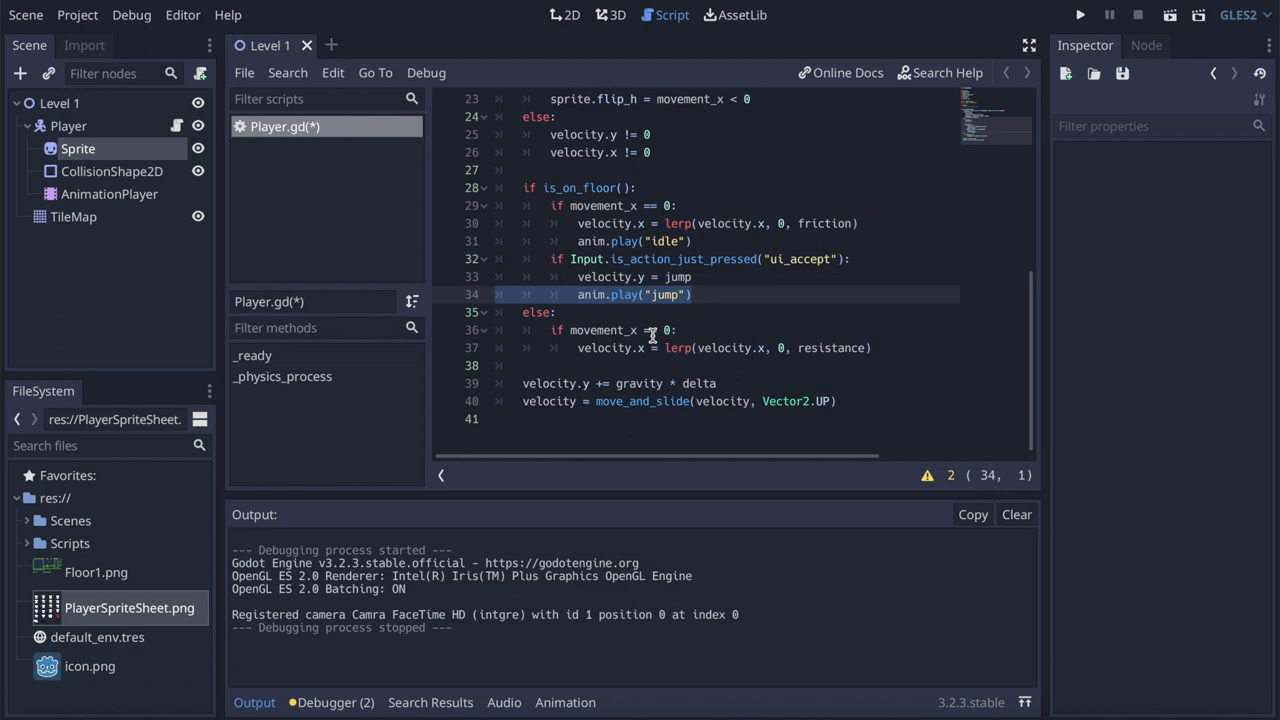 Scene Project Debug Editor Help 2D 3D Script AssetLib GLES2
Scene Import
Filter nodes
Level 1
Player
Sprite
CollisionShape2D
AnimationPlayer
TileMap
FileSystem
res://PlayerSpriteSheet.
Search files
Favorites:
res://
Scenes
Scripts
Floor1.png
PlayerSpriteSheet.png
default_env.tres
icon.png
Level 1
File Search Edit Go To Debug Online Docs Search Help
Filter scripts
Player.gd(*)
Player.gd(*)
Filter methods
_ready
_physics_process
23 sprite.flip_h = movement_x < 0
24 else:
25 velocity.y != 0
26 velocity.x != 0
27
28 if is_on_floor():
29 if movement_x == 0:
30 velocity.x = lerp(velocity.x, 0, friction)
31 anim.play("idle")
32 if Input.is_action_just_pressed("ui_accept"):
33 velocity.y = jump
34 anim.play("jump")
35 else:
36 if movement_x == 0:
37 velocity.x = lerp(velocity.x, 0, resistance)
38
39 velocity.y += gravity * delta
40 velocity = move_and_slide(velocity, Vector2.UP)
41
2 ( 34, 1)
Output: Copy Clear
--- Debugging process started ---
Godot Engine v3.2.3.stable.official - https://godotengine.org
OpenGL ES 2.0 Renderer: Intel(R) Iris(TM) Plus Graphics OpenGL Engine
OpenGL ES 2.0 Batching: ON
Registered camera Camra FaceTime HD (intgre) with id 1 position 0 at index 0
--- Debugging process stopped ---
Output Debugger (2) Search Results Audio Animation 3.2.3.stable
Inspector Node
Filter properties